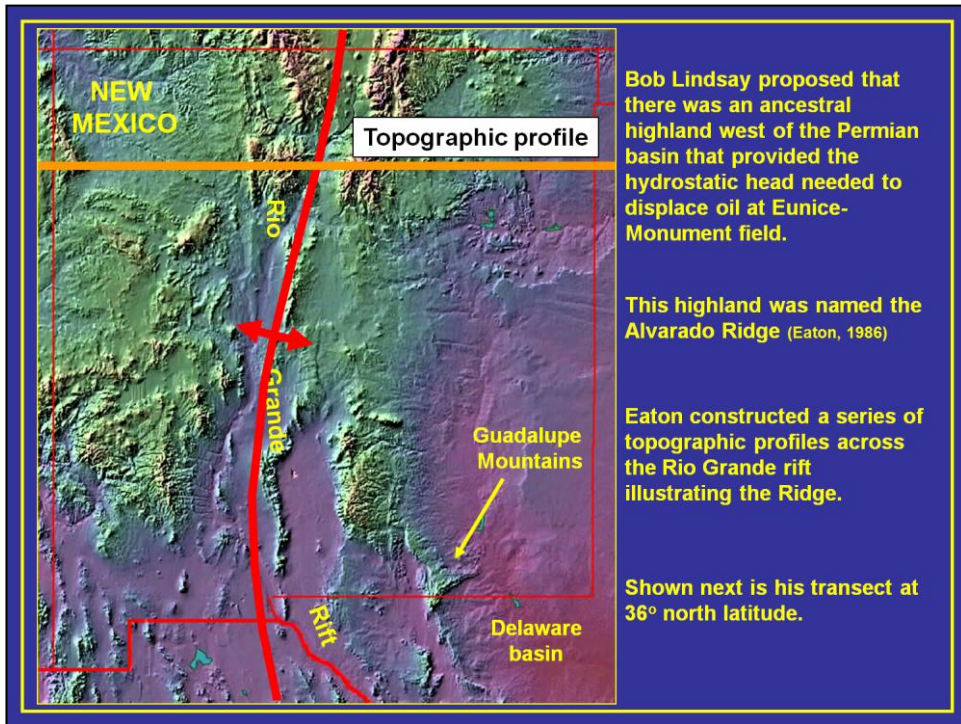 NEW
MEXICO
Topographic profile
Rio
Grande
Rift
Guadalupe
Mountains
Delaware
basin
Bob Lindsay proposed that
there was an ancestral
highland west of the Permian
basin that provided the
hydrostatic head needed to
displace oil at Eunice-
Monument field.
This highland was named the
Alvarado Ridge (Eaton, 1986)
Eaton constructed a series of
topographic profiles across
the Rio Grande rift
illustrating the Ridge.
Shown next is his transect at
36º north latitude.